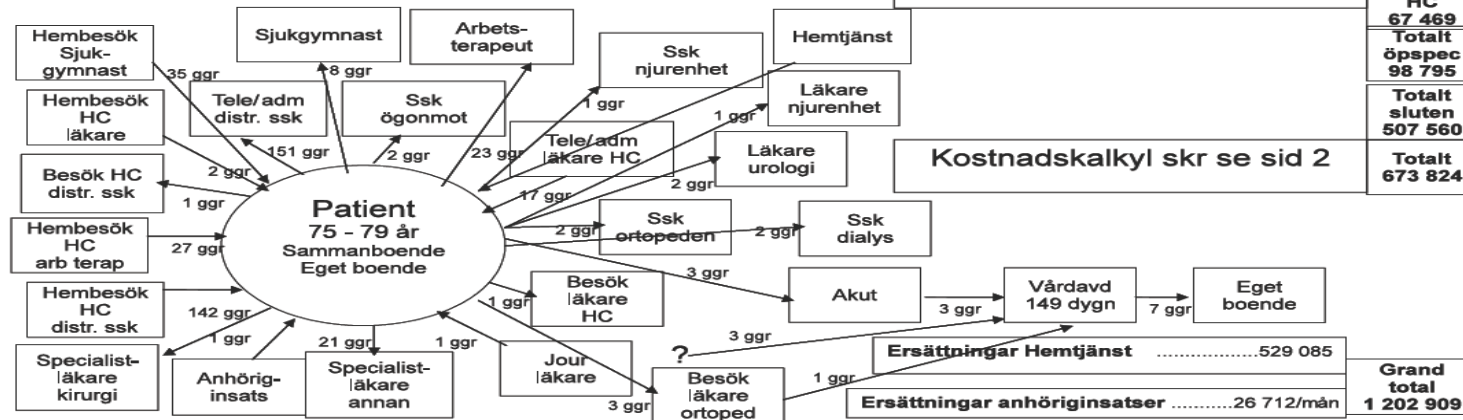 HC
67 469
Totalt
öpspec
98 795
Totalt
sluten
507 560
Totalt
673 824
Kostnadskalkyl skr se sid 2
Hembesök
Sjuk-
gymnast
35 ggr
Sjukgymnast
8 ggr
Arbets-
terapeut
23 ggr
Ssk
njurenhet
1 ggr
Hemtjänst
Hembesök
HC
läkare
2 ggr
Tele/adm
distr. ssk
151 ggr
Ssk
ögonmot
2 ggr
Tele/adm
läkare HC
17 ggr
Läkare
njurenhet
1 ggr
Läkare
urologi
2 ggr
Besök HC
distr. ssk
1 ggr
Patient
75 - 79 år
Sammanboende
Eget boende
Ssk
ortopeden
2 ggr
Ssk
dialys
2 ggr
Hembesök
HC
arb terap
27 ggr
Hembesök
HC
distr. ssk
142 ggr
Besök
läkare
HC
1 ggr
3 ggr
Akut
3 ggr
Vårdavd
149 dygn
7 ggr
Eget
boende
Specialist-
läkare
kirurgi
1 ggr
Anhörig-
insats
21 ggr
Specialist-
läkare
annan
1 ggr
Jour
läkare
3 ggr
Besök
läkare
ortoped
?
3 ggr
1 ggr
Ersättningar Hemtjänst ..............529 085
Ersättningar anhöriginsatser ..........26 712/mån
Grand
total
1 202 909